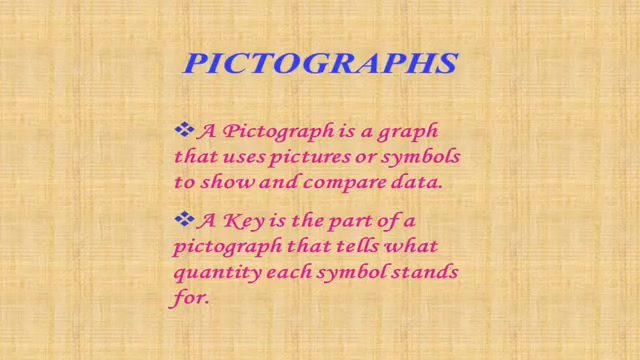 PICTOGRAPHS
❖A Pictograph is a graph
that uses pictures or symbols
to show and compare data.
❖A Key is the part of a
pictograph that tells what
quantity each symbol stands
for.